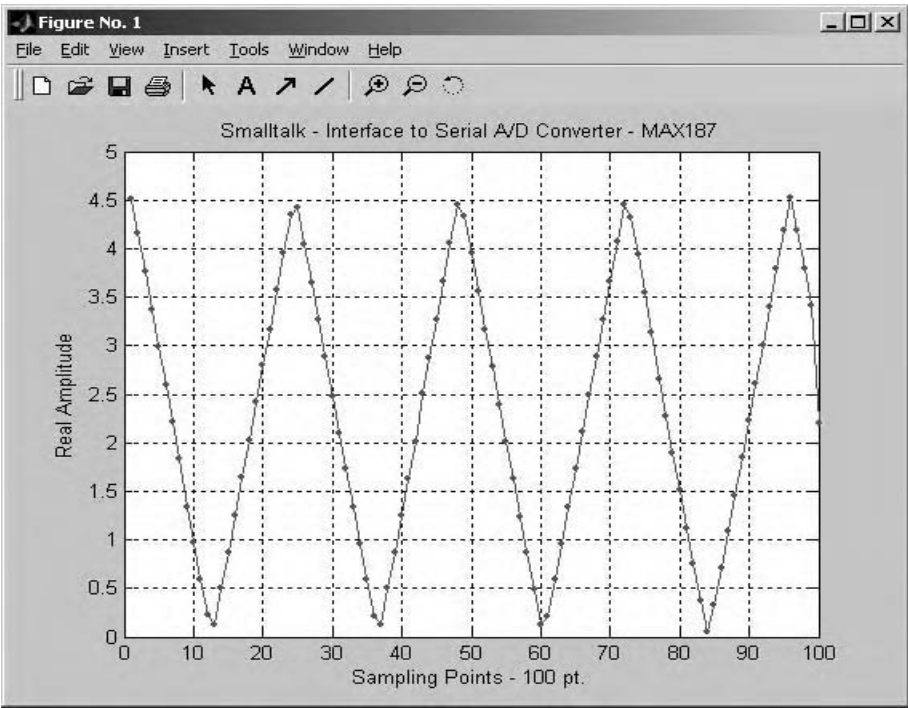 Figure No. 1
File Edit View Insert Tools Window Help
A
Smalltalk - Interface to Serial A/D Converter - MAX187
5
4.5
4
3.5
3
2.5
2
1.5
1
0.5
0
Real Amplitude
0 10 20 30 40 50 60 70 80 90 100
Sampling Points - 100 pt.